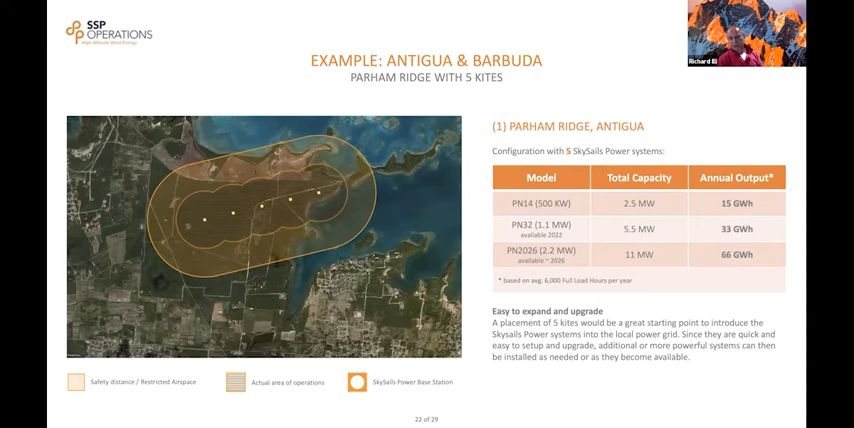 SSP
OPERATIONS
High Altitude Wind Energy
Richard Ili
EXAMPLE: ANTIGUA & BARBUDA
PARHAM RIDGE WITH 5 KITES
(1) PARHAM RIDGE, ANTIGUA
Configuration with 5 SkySails Power systems:
Model Total Capacity Annual Output*
PN14 (500 KW) 2.5 MW 15 GWh
PN32 (1.1 MW) 5.5 MW 33 GWh
available 2022
PN2026 (2.2 MW) 11 MW 66 GWh
available ~ 2026
* based on avg. 6,000 Full Load Hours per year
Easy to expand and upgrade
A placement of 5 kites would be a great starting point to introduce the
Skysails Power systems into the local power grid. Since they are quick and
easy to setup and upgrade, additional or more powerful systems can then
be installed as needed or as they become available.
Safety distance / Restricted Airspace
Actual area of operations
SkySails Power Base Station
22 of 29